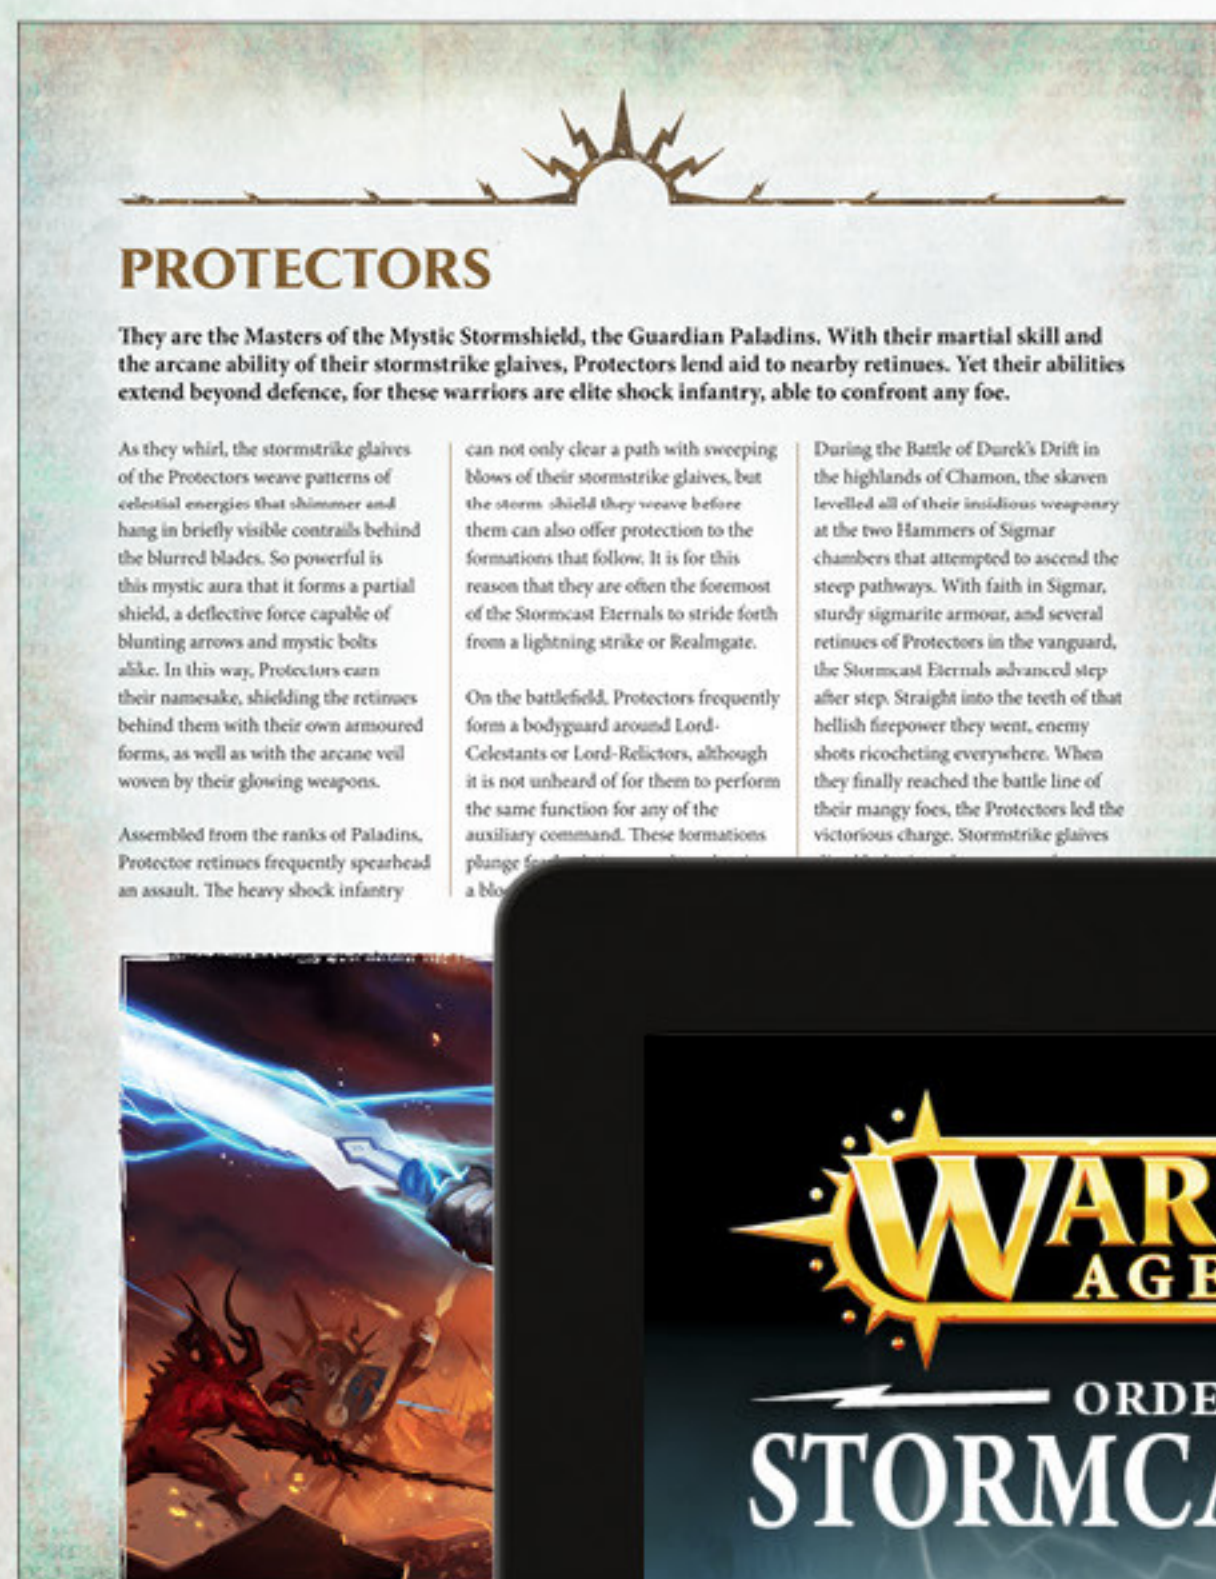 PROTECTORS
They are the Masters of the Mystic Stormshield, the Guardian Paladins. With their martial skill and
the arcane ability of their stormstrike glaives, Protectors lend aid to nearby retinues. Yet their abilities
extend beyond defence, for these warriors are elite shock infantry, able to confront any foe.
As they whirl, the stormstrike glaives
of the Protectors weave patterns of
celestial energies that shimmer and
hang in briefly visible contrails behind
the blurred blades. So powerful is
this mystic aura that it forms a partial
shield, a deflective force capable of
blunting arrows and mystic bolts
alike. In this way, Protectors earn
their namesake, shielding the retinues
behind them with their own armoured
forms, as well as with the arcane veil
woven by their glowing weapons.
Assembled from the ranks of Paladins,
Protector retinues frequently spearhead
an assault. The heavy shock infantry
can not only clear a path with sweeping
blows of their stormstrike glaives, but
the storm shield they weave before
them can also offer protection to the
formations that follow. It is for this
reason that they are often the foremost
of the Stormcast Eternals to stride forth
from a lightning strike or Realmgate.
On the battlefield, Protectors frequently
form a bodyguard around Lord-
Celestants or Lord-Relictors, although
it is not unheard of for them to perform
the same function for any of the
auxiliary command. These formations
plunge
a
During the Battle of Durek's Drift in
the highlands of Chamon, the skaven
levelled all of their insidious weaponry
at the two Hammers of Sigmar
chambers that attempted to ascend the
steep pathways. With faith in Sigmar,
sturdy sigmarite armour, and several
retinues of Protectors in the vanguard,
the Stormcast Eternals advanced step
after step. Straight into the teeth of that
hellish firepower they went, enemy
shots ricocheting everywhere. When
they finally reached the battle line of
their mangy foes, the Protectors led the
victorious charge. Stormstrike glaives
WAR
AGE
ORDE
STORMCA